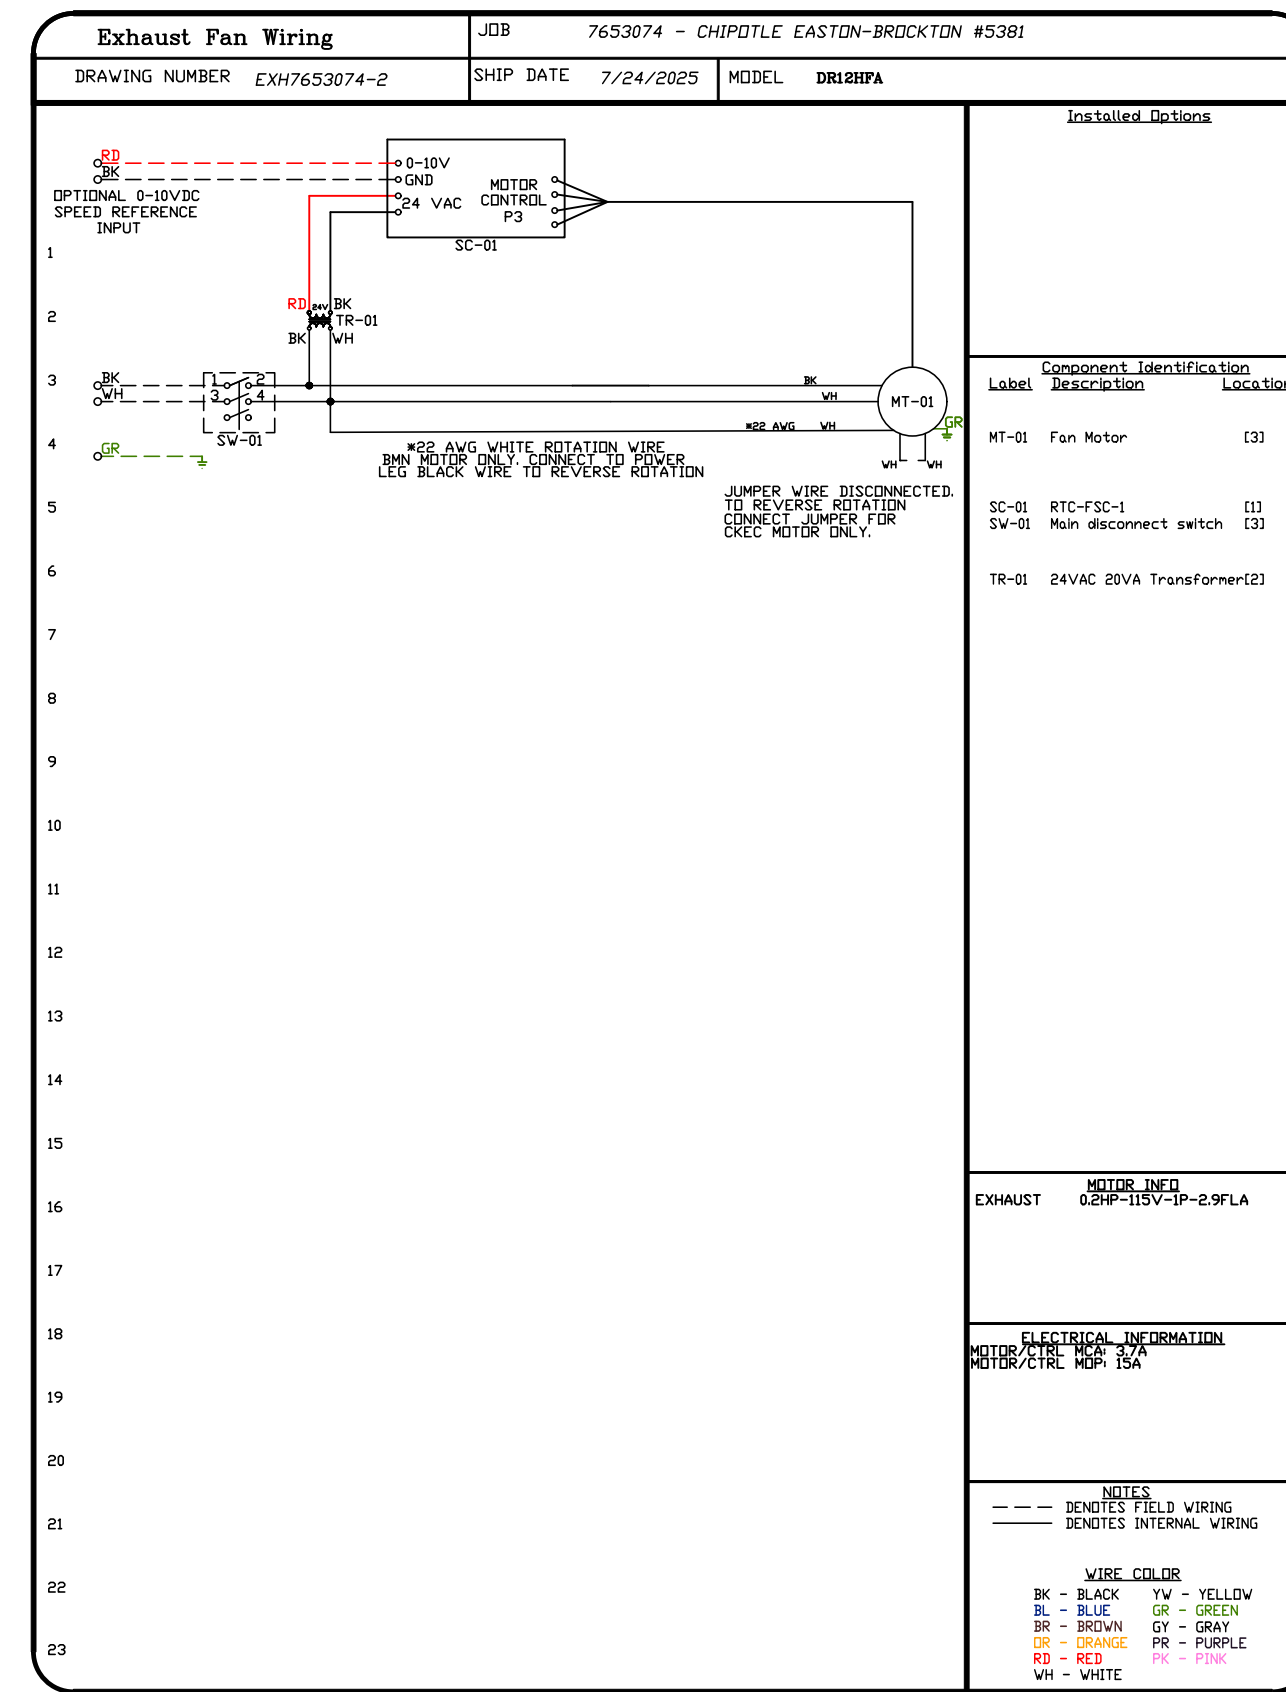 Exhaust Fan Wiring
JOB 7653074 - CHIPOTLE EASTON-BROCKTON #5381
DRAWING NUMBER EXH7653074-2
SHIP DATE 7/24/2025
MODEL DR12HFA
RD
BK
OPTIONAL 0-10VDC
SPEED REFERENCE
INPUT
0-10V
GND
24 VAC
MOTOR
CONTROL
P3
SC-01
RD 24V BK
TR-01
BK WH
BK
WH
1 2
3 4
SW-01
GR
BK
WH
*22 AWG WH
MT-01
GR
WH WH
*22 AWG WHITE ROTATION WIRE
BMN MOTOR ONLY. CONNECT TO POWER
LEG BLACK WIRE TO REVERSE ROTATION
JUMPER WIRE DISCONNECTED.
TO REVERSE ROTATION
CONNECT JUMPER FOR
CKEC MOTOR ONLY.
1
2
3
4
5
6
7
8
9
10
11
12
13
14
15
16
17
18
19
20
21
22
23
Installed Options
Component Identification
Label Description Location
MT-01 Fan Motor [3]
SC-01 RTC-FSC-1 [1]
SW-01 Main disconnect switch [3]
TR-01 24VAC 20VA Transformer[2]
MOTOR INFO
EXHAUST 0.2HP-115V-1P-2.9FLA
ELECTRICAL INFORMATION
MOTOR/CTRL MCA: 3.7A
MOTOR/CTRL MOP: 15A
NOTES
DENOTES FIELD WIRING
DENOTES INTERNAL WIRING
WIRE COLOR
BK - BLACK YW - YELLOW
BL - BLUE GR - GREEN
BR - BROWN GY - GRAY
OR - ORANGE PR - PURPLE
RD - RED PK - PINK
WH - WHITE